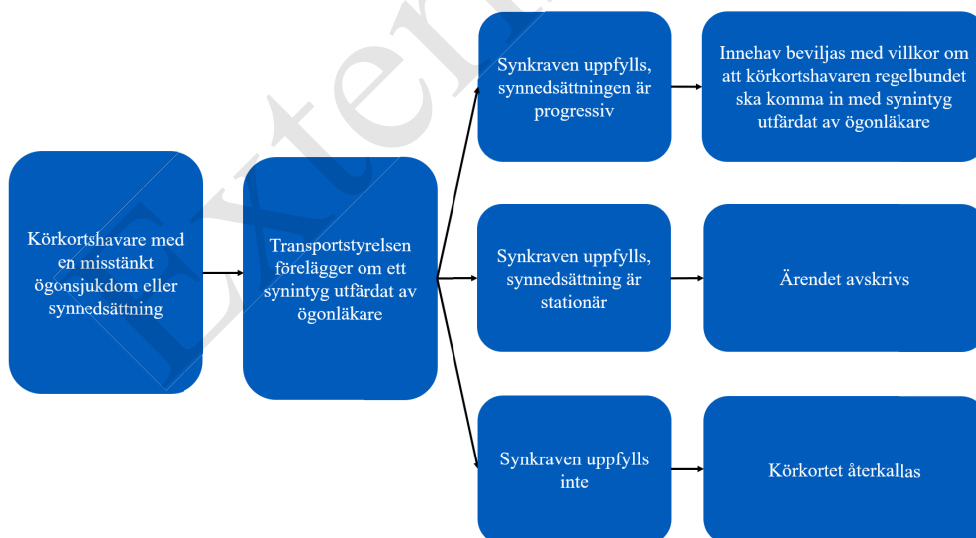 Körkortshavare med
en misstänkt
ögonsjukdom eller
synnedsättning
Transportstyrelsen
förelägger om ett
synintyg utfärdat av
ögonläkare
Synkraven uppfylls,
synnedsättningen är
progressiv
Innehav beviljas med villkor om
att körkortshavaren regelbundet
ska komma in med synintyg
utfärdat av ögonläkare
Synkraven uppfylls,
synnedsättning är
stationär
Ärendet avskrivs
Synkraven uppfylls
inte
Körkortet återkallas
Extern